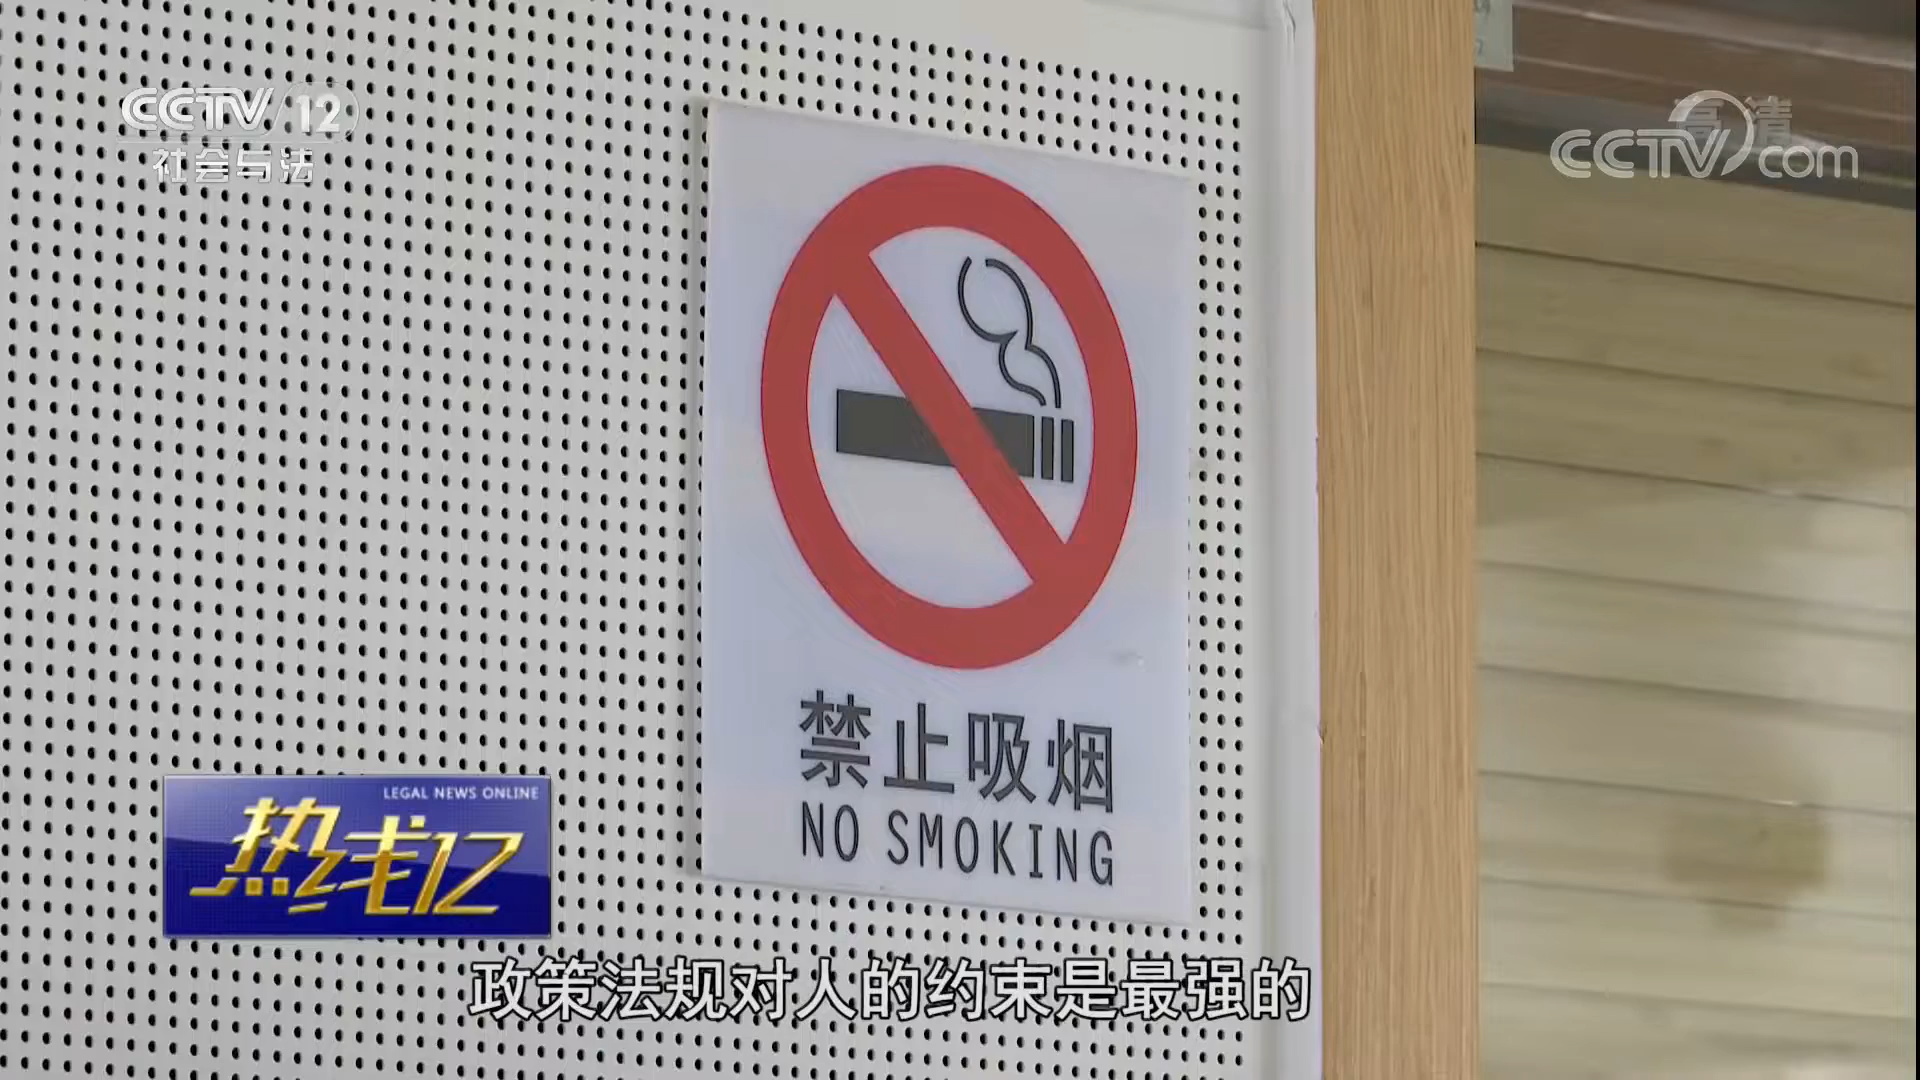 CCTV 12
社会与法
高清
CCTV.com
禁止吸烟
NO SMOKING
LEGAL NEWS ONLINE
热线12
政策法规对人的约束是最强的